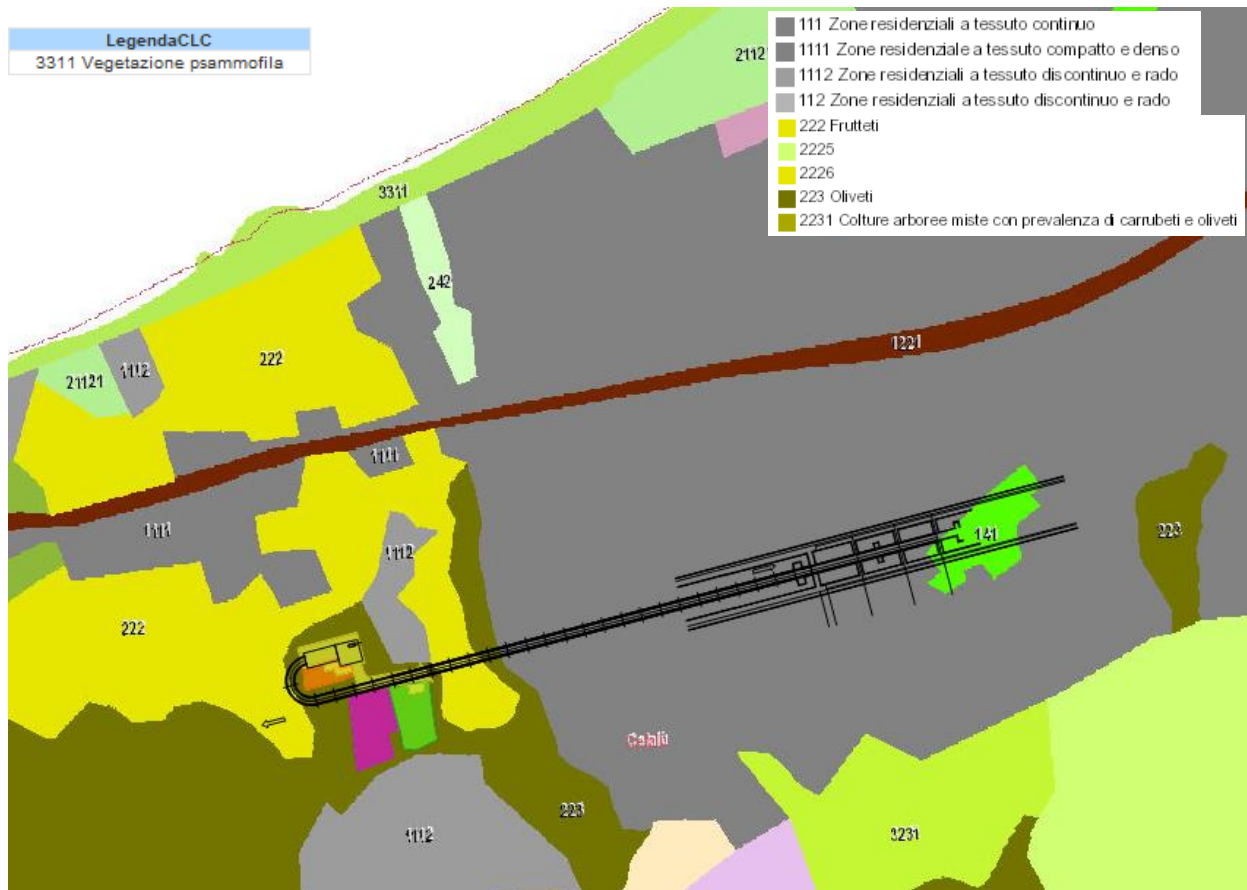 LegendaCLC
3311 Vegetazione psammofila
111 Zone residenziali a tessuto continuo
1111 Zone residenziale a tessuto compatto e denso
1112 Zone residenziali a tessuto discontinuo e rado
112 Zone residenziali a tessuto discontinuo e rado
222 Frutteti
2225
2226
223 Oliveti
2231 Colture arboree miste con prevalenza di carrubeti e oliveti
2112
3311
242
1221
222
1112
21121
1111
1111
141
223
1112
222
Cefalù
223
1112
3231